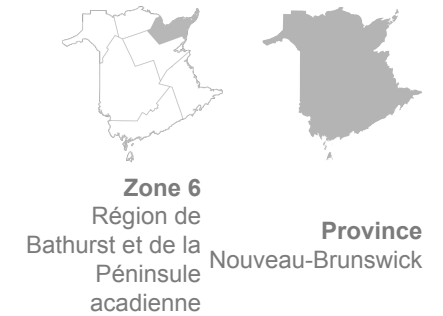 Zone 6
Région de
Bathurst et de la
Péninsule
acadienne
Province
Nouveau-Brunswick